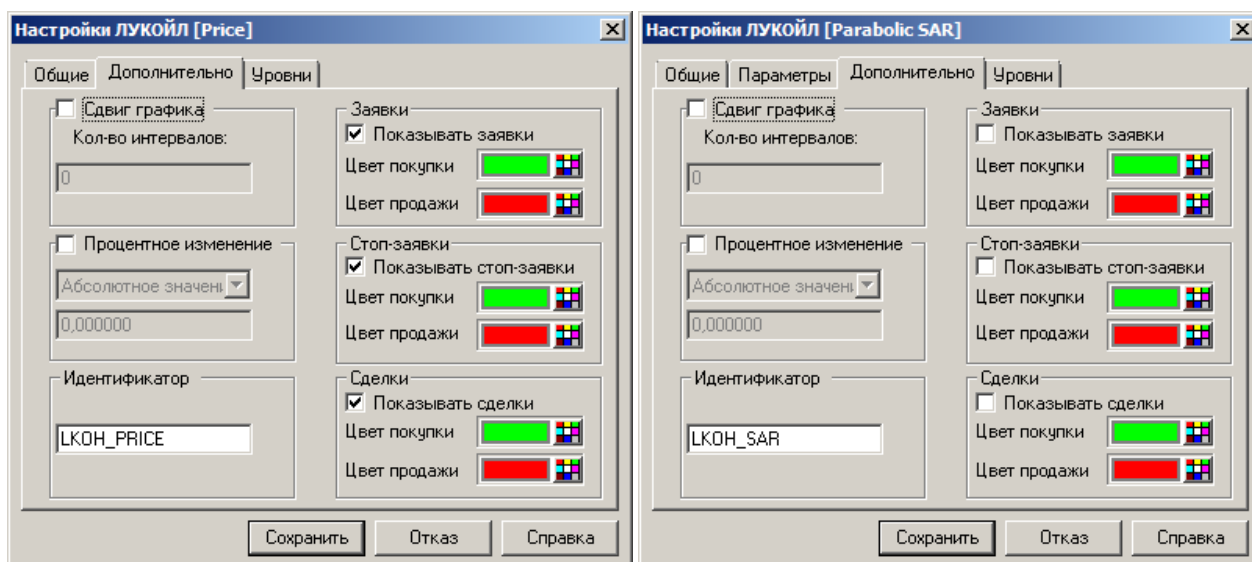 Настройки ЛУКОЙЛ [Price]
Общие Дополнительно Уровни
Сдвиг графика
Кол-во интервалов:
0
Процентное изменение
Абсолютное значени
0,000000
Идентификатор
LKOH_PRICE
Заявки
Показывать заявки
Цвет покупки
Цвет продажи
Стоп-заявки
Показывать стоп-заявки
Цвет покупки
Цвет продажи
Сделки
Показывать сделки
Цвет покупки
Цвет продажи
Сохранить Отказ Справка
Настройки ЛУКОЙЛ [Parabolic SAR]
Общие Параметры Дополнительно Уровни
Сдвиг графика
Кол-во интервалов:
0
Процентное изменение
Абсолютное значени
0,000000
Идентификатор
LKOH_SAR
Заявки
Показывать заявки
Цвет покупки
Цвет продажи
Стоп-заявки
Показывать стоп-заявки
Цвет покупки
Цвет продажи
Сделки
Показывать сделки
Цвет покупки
Цвет продажи
Сохранить Отказ Справка